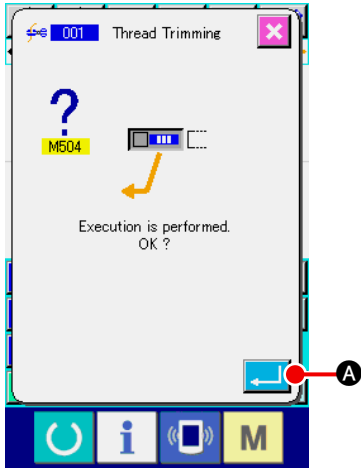 001 Thread Trimming
M504
Execution is performed.
OK ?
A
i
M